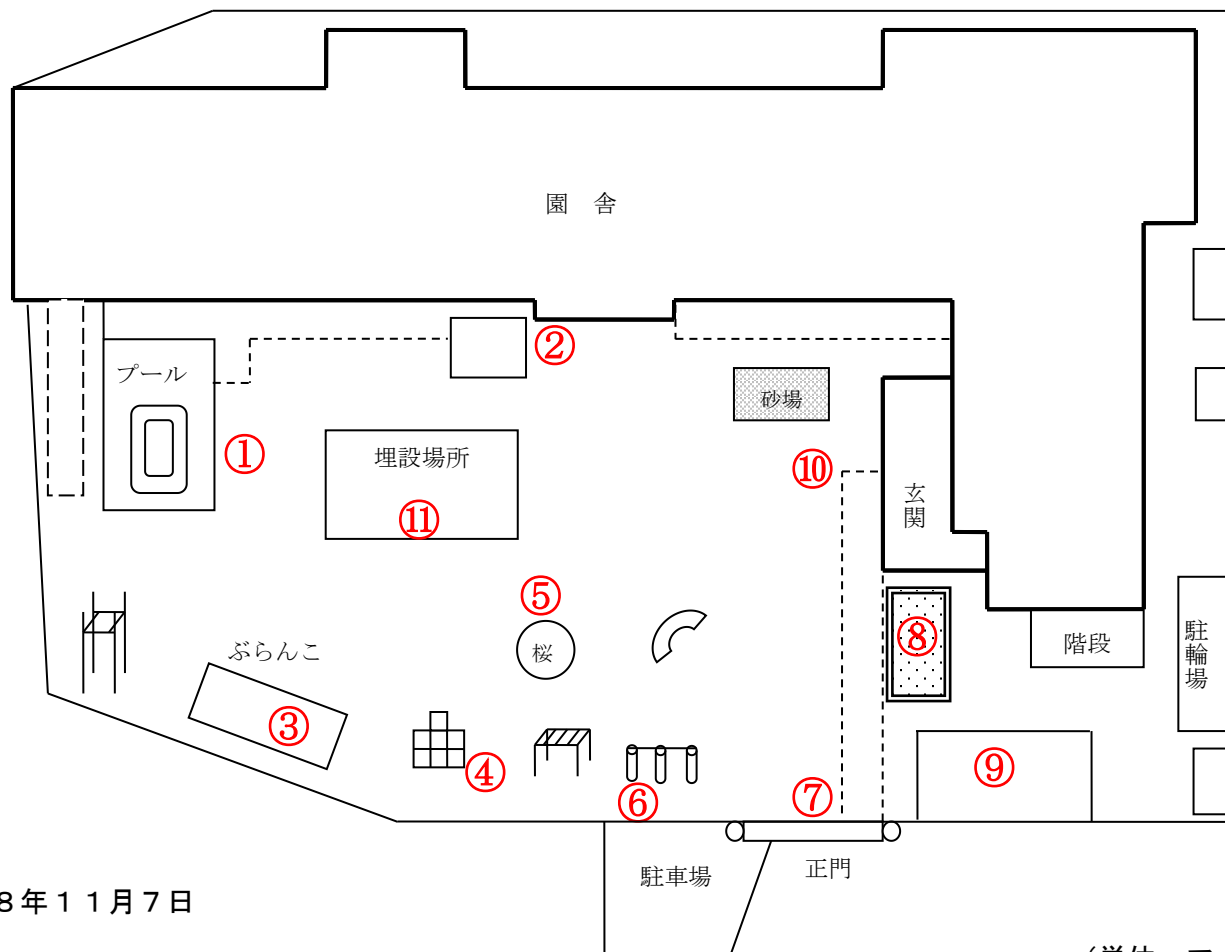 園　舎
②
プール
砂場
①
埋設場所
⑩
⑪
玄関
⑤
⑧
桜
階段
駐輪場
ぶらんこ
③
④
⑨
⑥
⑦
駐車場
正門
8年１１月7日